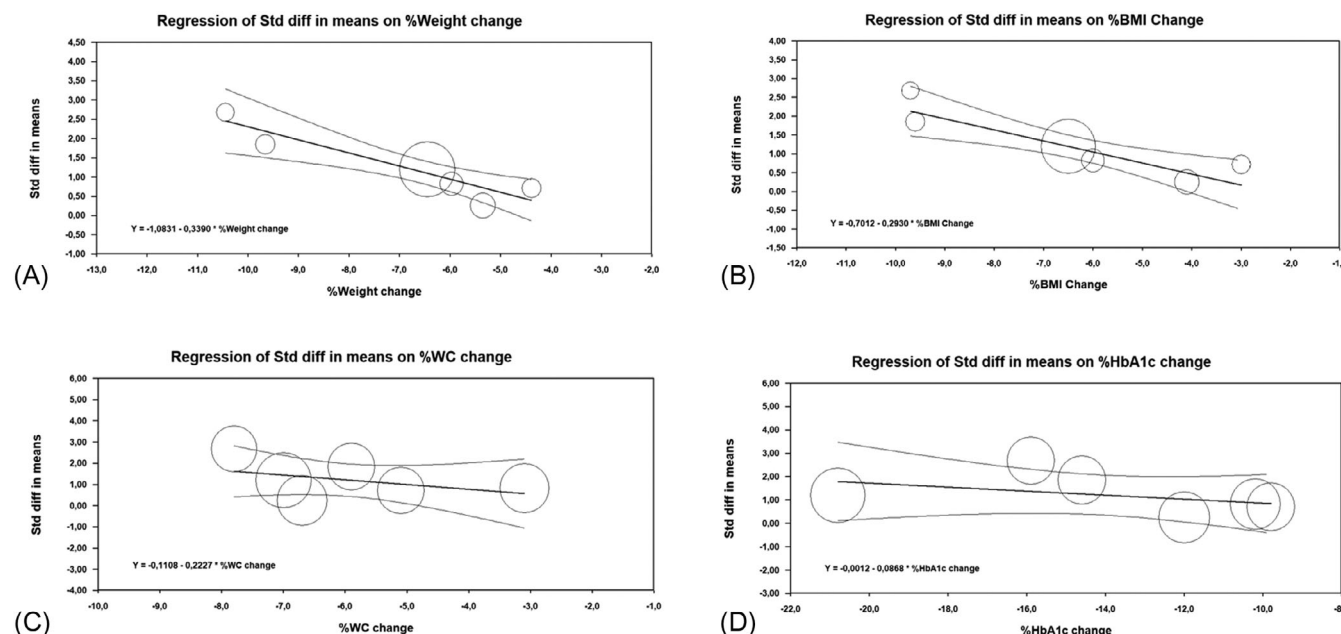 Regression of Std diff in means on %Weight change
4,50
4,00
3,50
3,00
2,50
2,00
1,50
1,00
0,50
0,00
-0,50
-1,00
Std diff in means
Y = -1,0831 - 0,3390 * %Weight change
-13,0 -12,0 -11,0 -10,0 -9,0 -8,0 -7,0 -6,0 -5,0 -4,0 -3,0 -2,0
%Weight change
(A)
Regression of Std diff in means on %BMI Change
4,00
3,50
3,00
2,50
2,00
1,50
1,00
0,50
0,00
-0,50
-1,00
-1,50
Std diff in means
Y = -0,7012 - 0,2930 * %BMI Change
-12,0 -11,0 -10,0 -9,0 -8,0 -7,0 -6,0 -5,0 -4,0 -3,0 -2,0 -1,
%BMI Change
(B)
Regression of Std diff in means on %WC change
6,00
5,00
4,00
3,00
2,00
1,00
0,00
-1,00
-2,00
-3,00
-4,00
Std diff in means
Y = -0,1108 - 0,2227 * %WC change
-10,0 -9,0 -8,0 -7,0 -6,0 -5,0 -4,0 -3,0 -2,0 -1,0
%WC change
(C)
Regression of Std diff in means on %HbA1c change
6,00
5,00
4,00
3,00
2,00
1,00
0,00
-1,00
-2,00
-3,00
Std diff in means
Y = -0,0012 - 0,0868 * %HbA1c change
-22,0 -20,0 -18,0 -16,0 -14,0 -12,0 -10,0
%HbA1c change
(D)